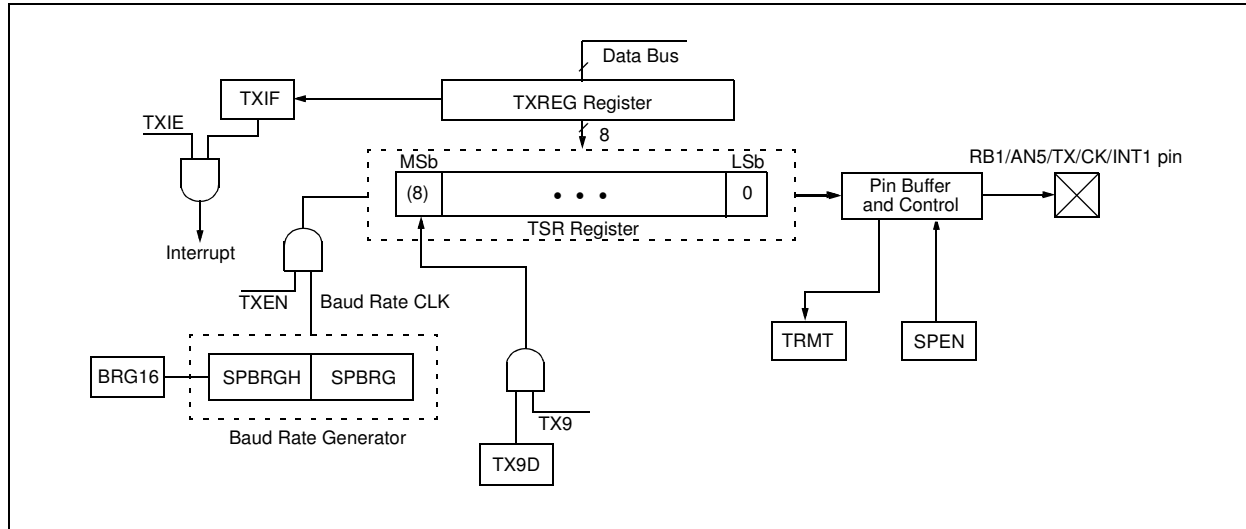 Data Bus
TXIF
TXREG Register
TXIE
8
MSb
LSb
RB1/AN5/TX/CK/INT1 pin
(8)
• • •
0
Pin Buffer
and Control
TSR Register
Interrupt
TXEN
Baud Rate CLK
TRMT
SPEN
BRG16
SPBRGH
SPBRG
TX9
Baud Rate Generator
TX9D